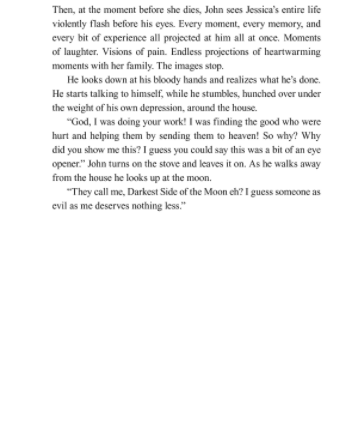 Then, at the moment before she dies, John sees Jessica's entire life
violently flash before his eyes. Every moment, every memory, and
every bit of experience all projected at him all at once. Moments
of laughter. Visions of pain. Endless projections of heartwarming
moments with her family. The images stop.
He looks down at his bloody hands and realizes what he's done.
He starts talking to himself, while he stumbles, hunched over under
the weight of his own depression, around the house.
“God, I was doing your work! I was finding the good who were
hurt and helping them by sending them to heaven! So why? Why
did you show me this? I guess you could say this was a bit of an eye
opener.” John turns on the stove and leaves it on. As he walks away
from the house he looks up at the moon.
“They call me, Darkest Side of the Moon eh? I guess someone as
evil as me deserves nothing less.”